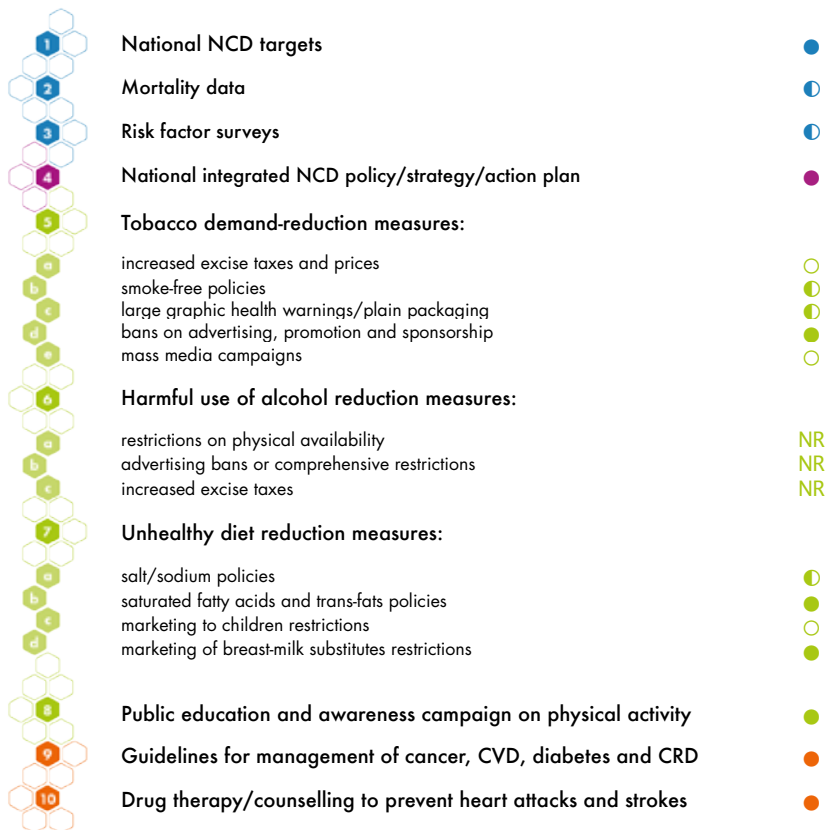 1 National NCD targets ●
2 Mortality data ◐
3 Risk factor surveys ◐
4 National integrated NCD policy/strategy/action plan ●
5 Tobacco demand-reduction measures:
a increased excise taxes and prices ○
b smoke-free policies ◐
c large graphic health warnings/plain packaging ◐
d bans on advertising, promotion and sponsorship ●
e mass media campaigns ○
6 Harmful use of alcohol reduction measures:
a restrictions on physical availability NR
b advertising bans or comprehensive restrictions NR
c increased excise taxes NR
7 Unhealthy diet reduction measures:
a salt/sodium policies ◐
b saturated fatty acids and trans-fats policies ●
c marketing to children restrictions ○
d marketing of breast-milk substitutes restrictions ●
8 Public education and awareness campaign on physical activity ●
9 Guidelines for management of cancer, CVD, diabetes and CRD ●
10 Drug therapy/counselling to prevent heart attacks and strokes ●